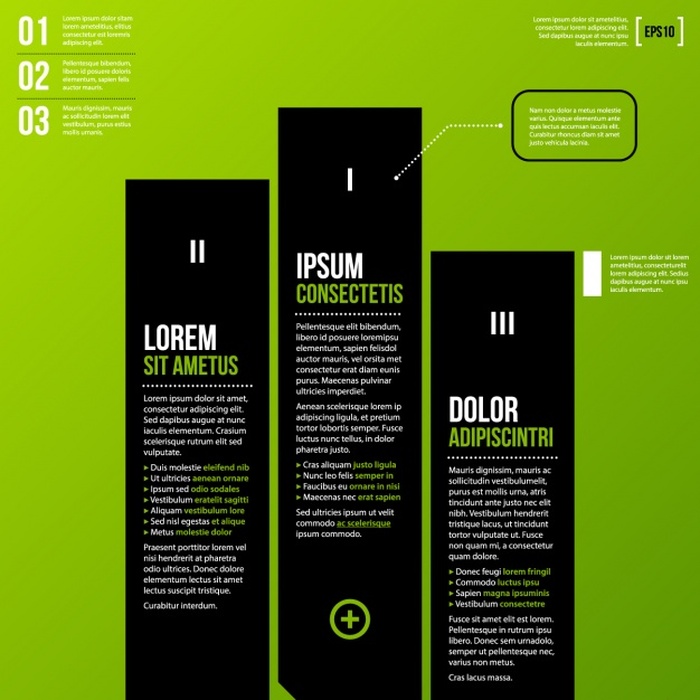 01
Lorem ipsum dolor sitam
ametelitius, elitius
consectetur est loremris
adipiscing elit.
02
Pellentesque bibendum,
libero id posuere doloris
elementum, sapien felis
auctor mauris.
03
Mauris dignissim, mauris
ac sollicitudin lorem elit
vestibulum, purus estius
mollis urnanis.
Lorem ipsum dolor sit ametelitius,
consectetur adipiscing elit.
Sed dapibus augue at nunc ipsu
iaculis elementum.
[EPS10]
Nam non dolor a metus molestie
varius. Quisque elementum ante
quis lectus accumsan iaculis elit.
Curabitur rhoncus diam sit amet
justo vehicula lacinia.
Lorem ipsum dolor sit lorem
ametelitius, consecteturelit
lorem adipiscing elit. Sedius
dapibus augue at nunc ipsu
iaculis elementum.
II
LOREM
SIT AMETUS
Lorem ipsum dolor sit amet,
consectetur adipiscing elit.
Sed dapibus augue at nunc
iaculis elementum. Crasium
scelerisque rutrum elit sed
vulputate.
▸Duis molestie eleifend nib
▸Ut ultricies aenean ornare
▸Ipsum sed odio sodales
▸Vestibulum eratelit sagitti
▸Aliquam vestibulum lore
▸Sed nisl egestas et alique
▸Metus molestie dolor
Praesent porttitor lorem vel
nisi hendrerit at pharetra
odio ultrices. Donec dolore
elementum lectus sit amet
lectus suscipit tristique.
Curabitur interdum.
I
IPSUM
CONSECTETIS
Pellentesque elit bibendum,
libero id posuere ipsumlore
elementum, sapien felisdol
auctor mauris, vel orsita met
consectetur erat diam eunis
purus. Maecenas pulvinar
ultricies imperdiet.
Aenean scelerisque lorem ip
adipiscing ligula, et pretium
tortor lobortis semper. Fusce
luctus nunc tellus, in dolor
pharetra justo.
▸Cras aliquam justo ligula
▸Nunc leo felis semper in
▸Faucibus eu ornare in nisi
▸Maecenas nec erat sapien
Sed ultricies ipsum ut velit
commodo ac scelerisque
ipsum commodo.
III
DOLOR
ADIPISCINTRI
Mauris dignissim, mauris ac
sollicitudin vestibulumelit,
purus est mollis urna, atris
tincidunt ante justo nec elit
nibh. Vestibulum hendrerit
tristique lacus, ut tincidunt
tortor vulputate ut. Fusce
non quam mi, a consectetur
quam dolore.
▸Donec feugi lorem fringil
▸Commodo luctus ipsu
▸Sapien magna ipsuminis
▸Vestibulum consectetre
Fusce sit amet est lorem.
Pellentesque in rutrum ipsu
libero. Donec sem urnadolo,
semper ut pellentesque nec,
varius non metus.
Cras lacus massa.